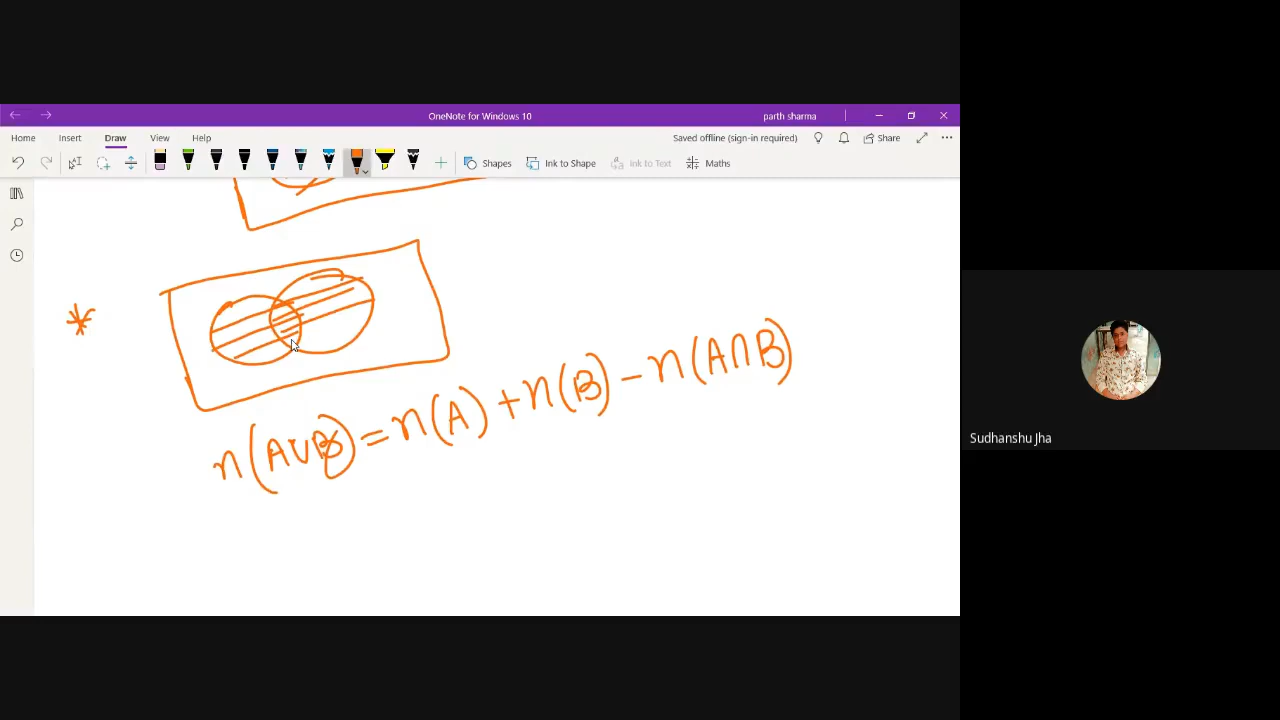 OneNote for Windows 10
parth sharma
Home Insert Draw View Help
Saved offline (sign-in required)
Share
Shapes
Ink to Shape
Ink to Text
Maths
*
n(A∪B) = n(A) + n(B) − n(A∩B)
Sudhanshu Jha